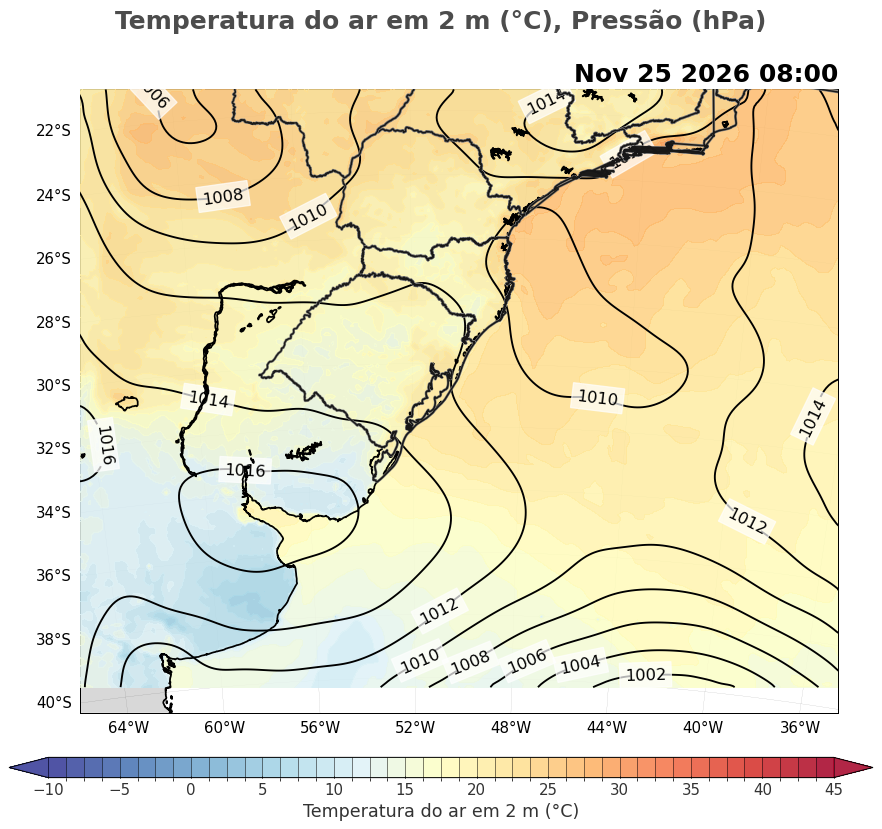 Temperatura do ar em 2 m (°C), Pressão (hPa)
Nov 25 2026 08:00
1014
1008
1010
1010
1014
1016
1016
1014
1012
1012
1010
1008
1006
1004
1002
22°S
24°S
26°S
28°S
30°S
32°S
34°S
36°S
38°S
40°S
64°W 60°W 56°W 52°W 48°W 44°W 40°W 36°W
−10 −5 0 5 10 15 20 25 30 35 40 45
Temperatura do ar em 2 m (°C)